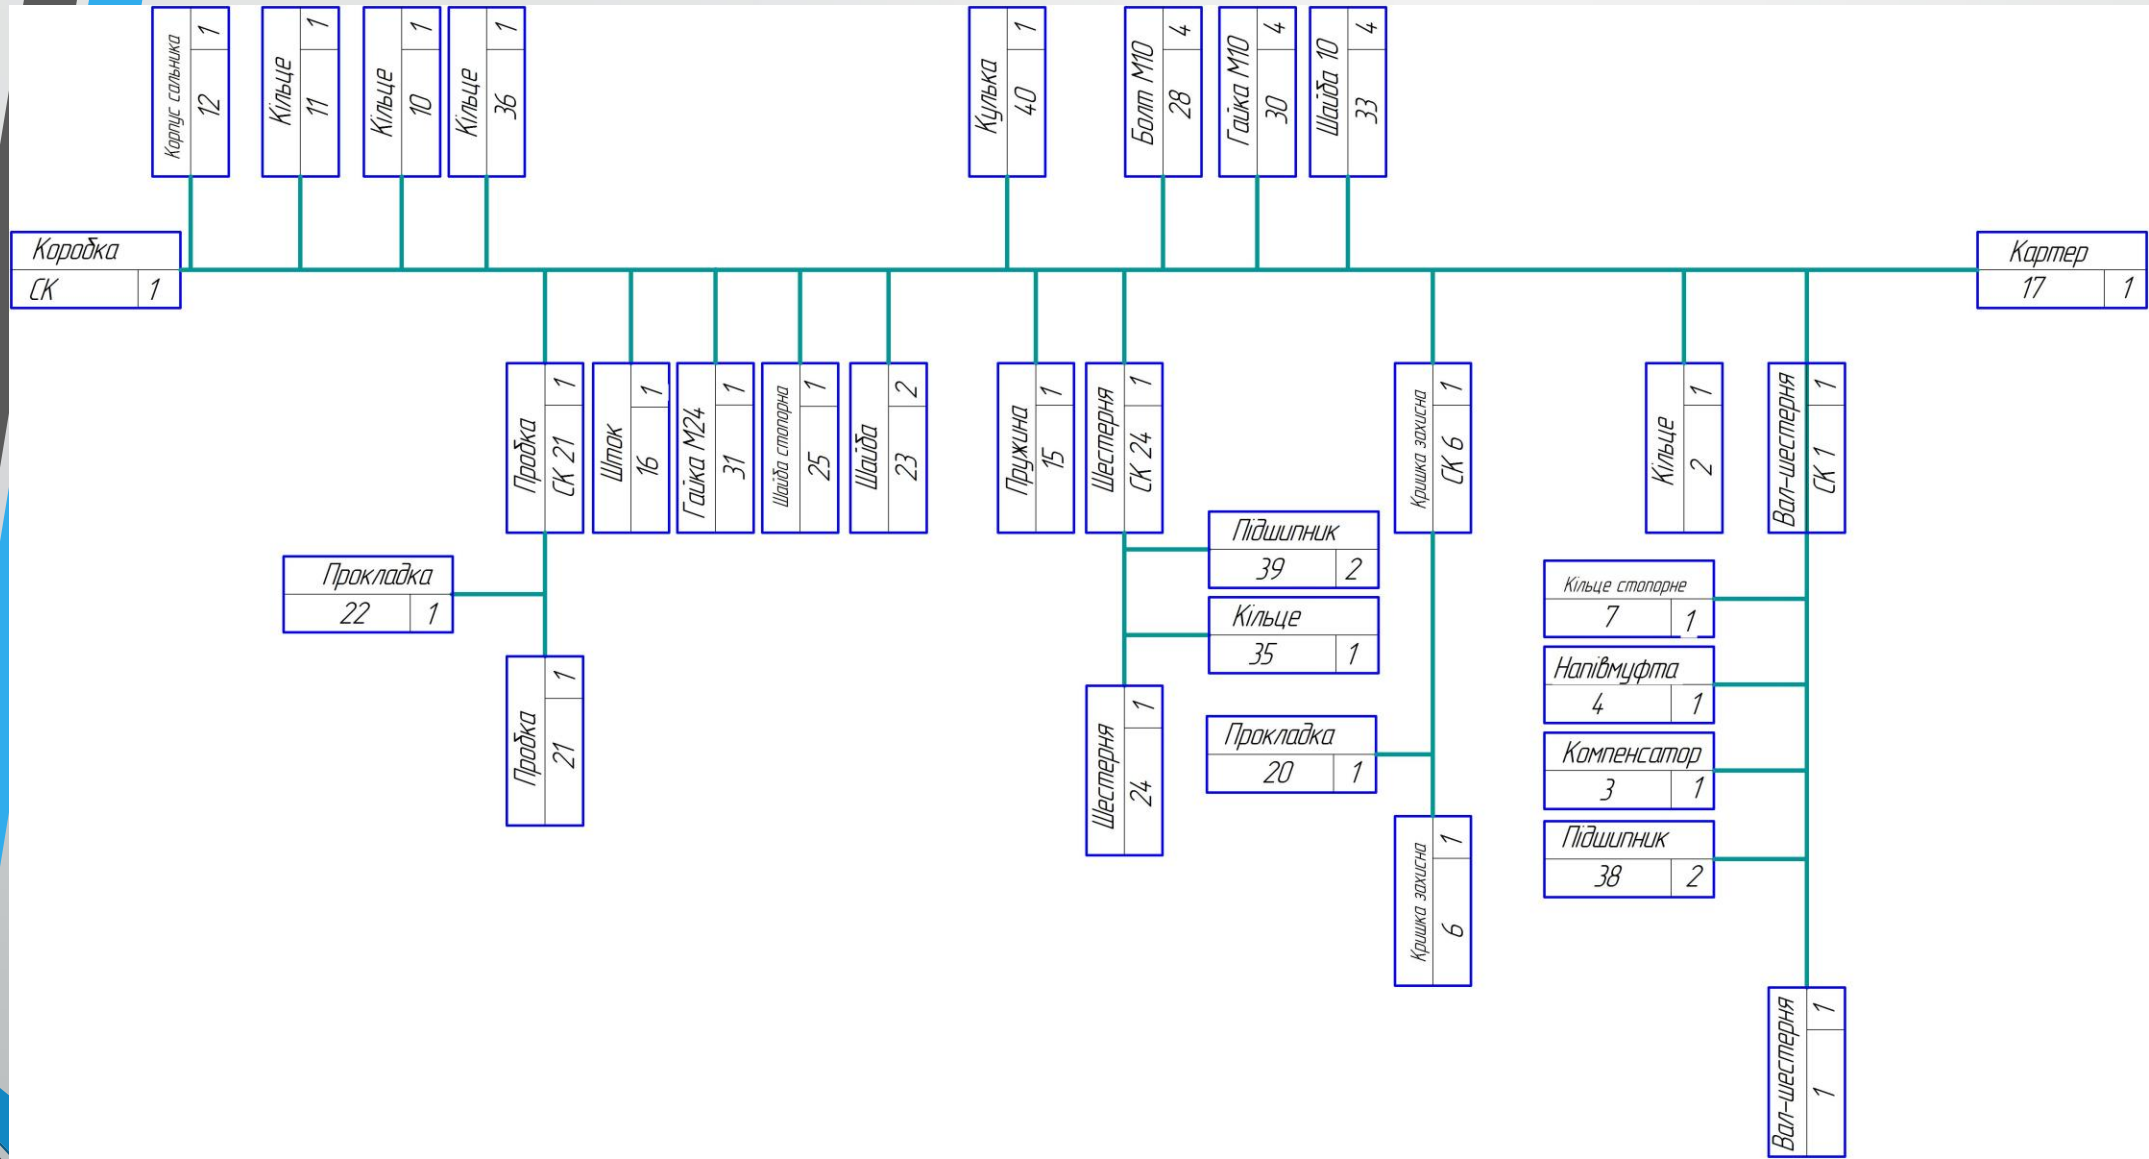 Корпус сальника
12
1
Кільце
11
1
Кільце
10
1
Кільце
36
1
Кулька
40
1
Болт М10
28
4
Гайка М10
30
4
Шайба 10
33
4
Коробка
СК
1
Картер
17
1
Пробка
СК 21
1
Шток
16
1
Гайка М24
31
1
Шайба стопорна
25
1
Шайба
23
2
Пружина
15
1
Шестерня
СК 24
1
Кришка захисна
СК 6
1
Кільце
2
1
Вал-шестерня
СК 1
1
Прокладка
22
1
Пробка
21
1
Підшипник
39
2
Кільце
35
1
Шестерня
24
1
Прокладка
20
1
Кришка захисна
6
1
Кільце стопорне
7
1
Напівмуфта
4
1
Компенсатор
3
1
Підшипник
38
2
Вал-шестерня
1
1